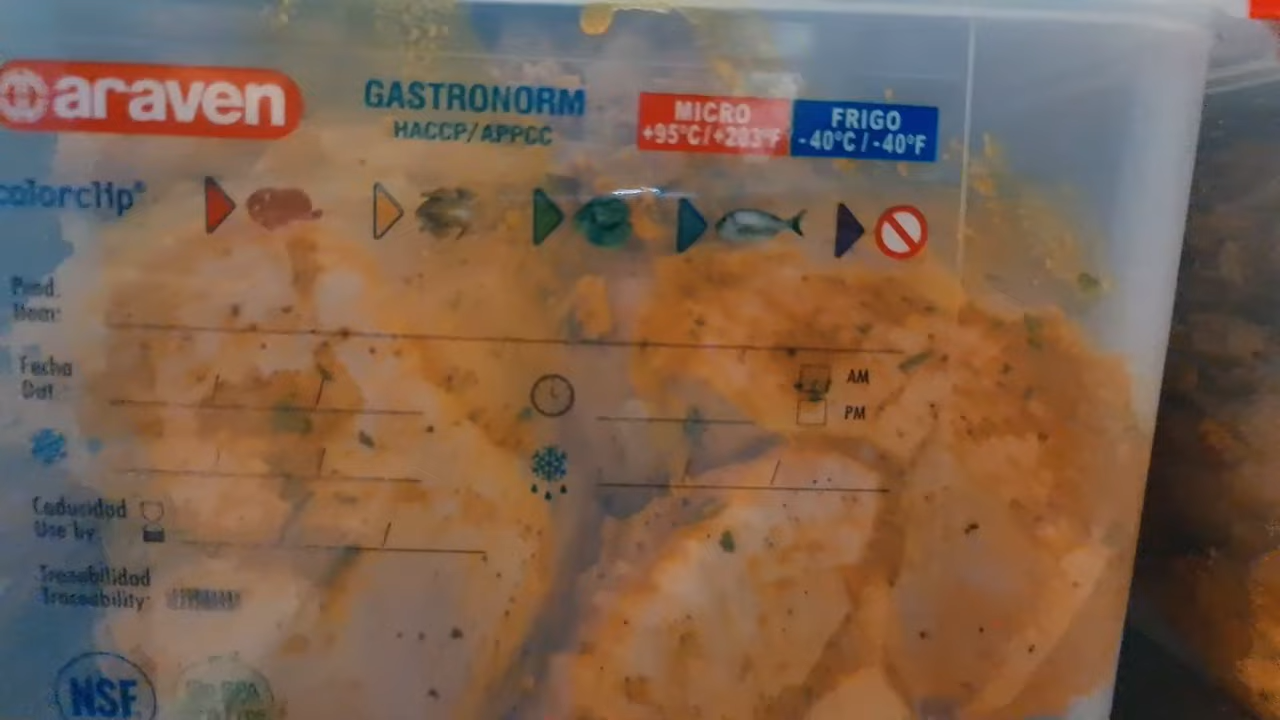 araven
GASTRONORM
HACCP/APPCC
MICRO
+95°C/+203°F
FRIGO
-40°C / -40°F
colorclip®
Prod.
Item:
Fecha
Dat.
AM
PM
Caducidad
Use by:
Trazabilidad
Traceability:
NSF